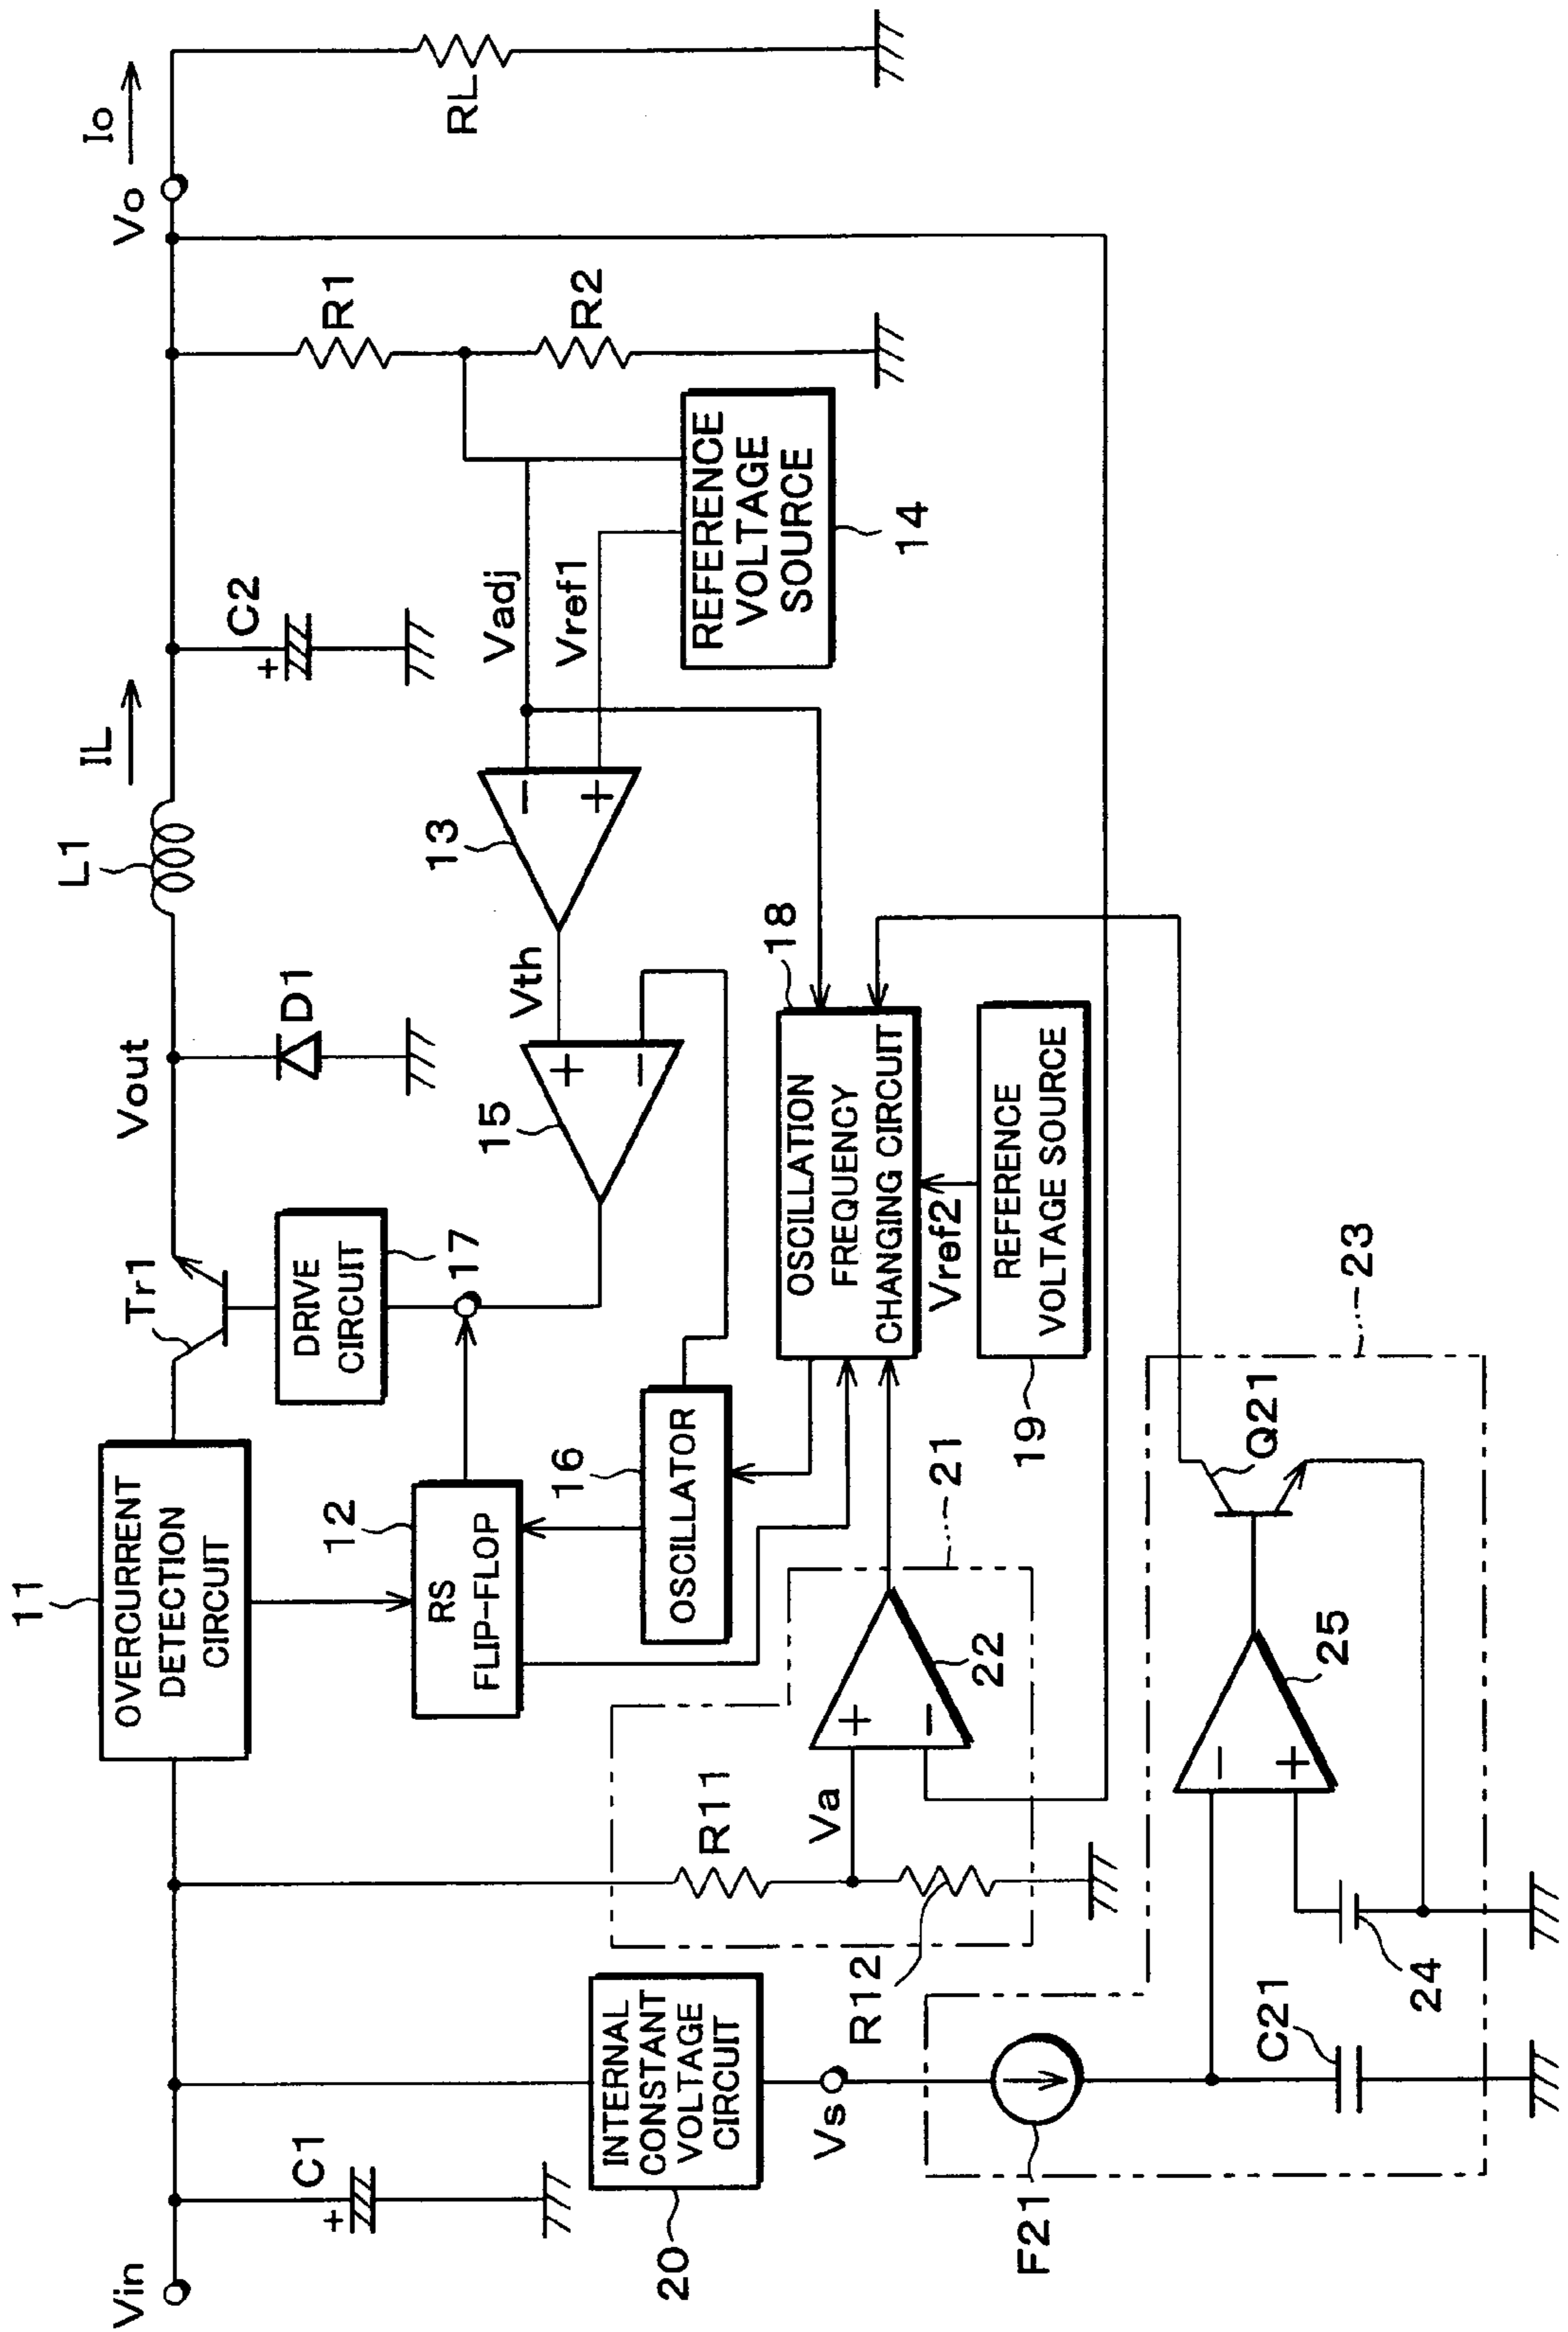 Vin
C1
+
INTERNAL
CONSTANT
VOLTAGE
CIRCUIT
20
Vs
F21
C21
24
25
Q21
23
R11
R12
Va
+
−
22
21
−
+
11
OVERCURRENT
DETECTION
CIRCUIT
12
RS
FLIP-FLOP
16
OSCILLATOR
Tr1
DRIVE
CIRCUIT
17
Vout
D1
15
+
−
Vth
18
OSCILLATION
FREQUENCY
CHANGING CIRCUIT
Vref2
REFERENCE
VOLTAGE SOURCE
19
L1
IL
13
−
+
C2
+
Vadj
Vref1
REFERENCE
VOLTAGE
SOURCE
14
R1
R2
Vo
Io
RL